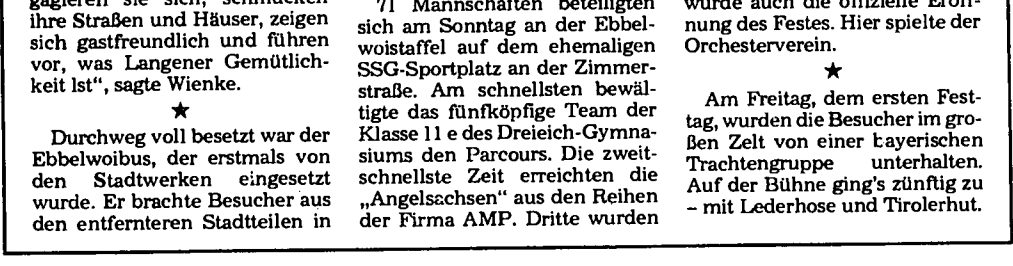 gagieren sie sich, schmücken
ihre Straßen und Häuser, zeigen
sich gastfreundlich und führen
vor, was Langener Gemütlich-
keit Ist“, sagte Wienke.
★
Durchweg voll besetzt war der
Ebbelwoibus, der erstmals von
den Stadtwerken eingesetzt
wurde. Er brachte Besucher aus
den entfernteren Stadtteilen in
71 Mannschaften beteiligten
sich am Sonntag an der Ebbel-
woistaffel auf dem ehemaligen
SSG-Sportplatz an der Zimmer-
straße. Am schnellsten bewäl-
tigte das fünfköpfige Team der
Klasse 11 e des Dreieich-Gymna-
siums den Parcours. Die zweit-
schnellste Zeit erreichten die
„Angelsachsen“ aus den Reihen
der Firma AMP. Dritte wurden
wurde auch die offizielle Eröff-
nung des Festes. Hier spielte der
Orchesterverein.
★
Am Freitag, dem ersten Fest-
tag, wurden die Besucher im gro-
ßen Zelt von einer bayerischen
Trachtengruppe unterhalten.
Auf der Bühne ging's zünftig zu
– mit Lederhose und Tirolerhut.